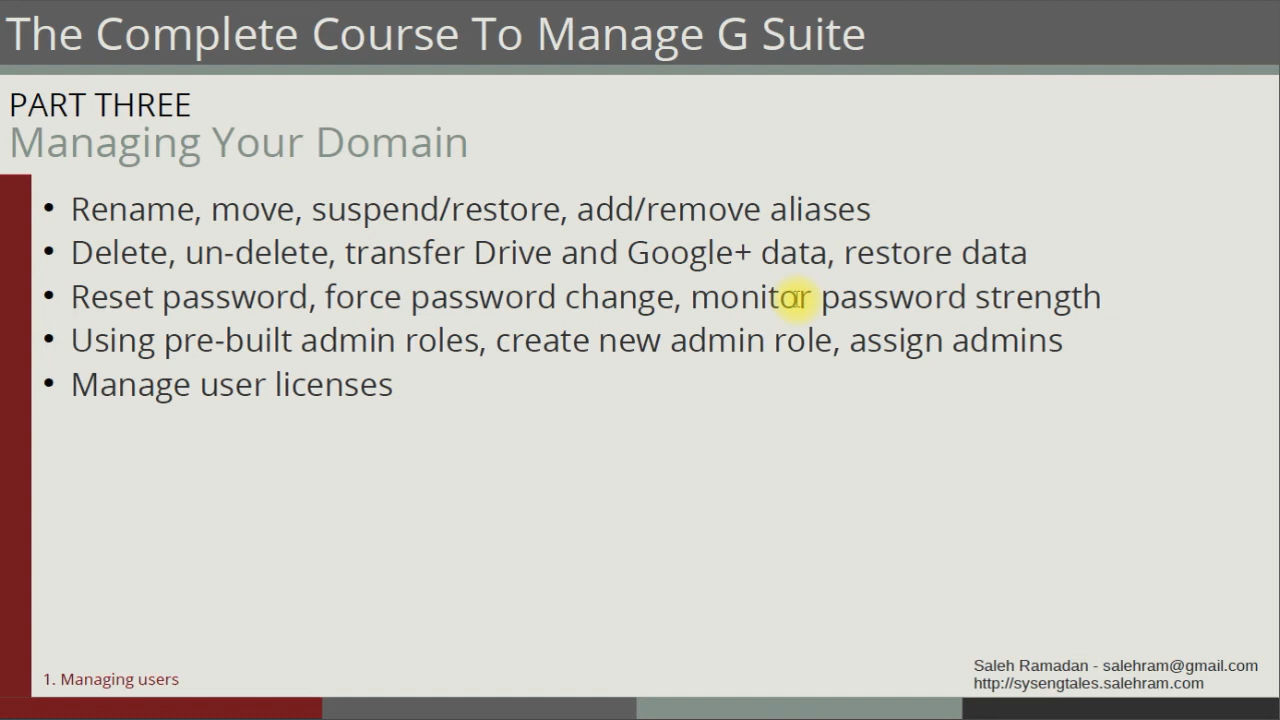 The Complete Course To Manage G Suite
PART THREE
Managing Your Domain
• Rename, move, suspend/restore, add/remove aliases
• Delete, un-delete, transfer Drive and Google+ data, restore data
• Reset password, force password change, monitor password strength
• Using pre-built admin roles, create new admin role, assign admins
• Manage user licenses
1. Managing users
Saleh Ramadan - salehram@gmail.com
http://sysengtales.salehram.com